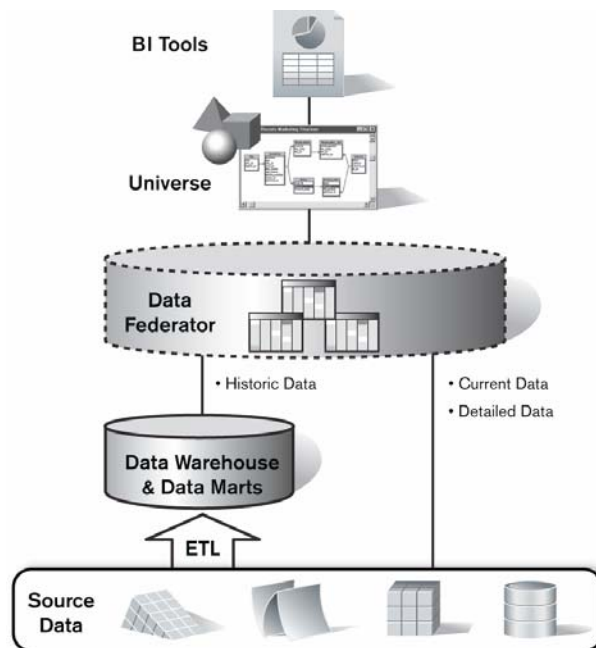 BI Tools
Universe
Data
Federator
• Historic Data
• Current Data
• Detailed Data
Data Warehouse
& Data Marts
ETL
Source
Data